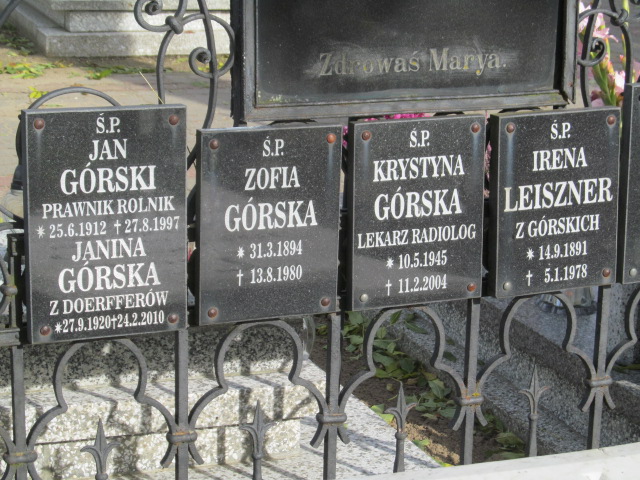 Zdrowaś Marya.
Ś.P.
JAN
GÓRSKI
PRAWNIK ROLNIK
* 25.6.1912 † 27.8.1997
JANINA
GÓRSKA
Z DOERFFERÓW
*27.9.1920†24.2.2010
Ś.P.
ZOFIA
GÓRSKA
* 31.3.1894
† 13.8.1980
Ś.P.
KRYSTYNA
GÓRSKA
LEKARZ RADIOLOG
* 10.5.1945
† 11.2.2004
Ś.P.
IRENA
LEISZNER
Z GÓRSKICH
* 14.9.1891
† 5.1.1978